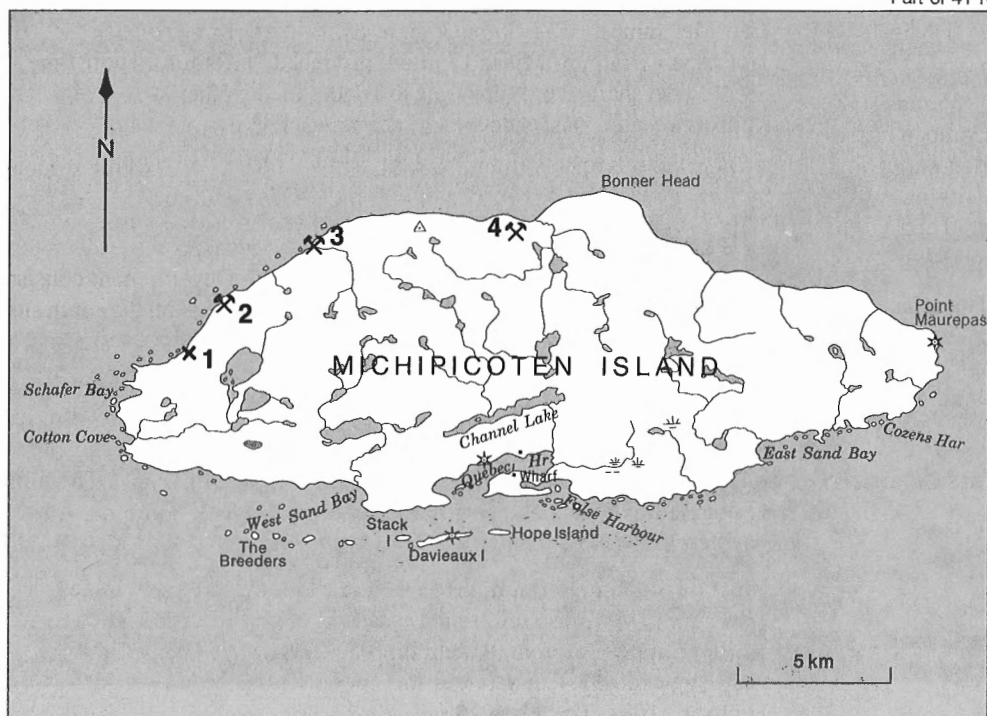 N
Bonner Head
4
3
2
1
Point
Maurepas
MICHIPICOTEN ISLAND
Schafer Bay
Cotton Cove
Channel Lake
Cozens Har
East Sand Bay
Quebec Hr
Wharf
West Sand Bay
False Harbour
Stack
I
Hope Island
The
Breeders
Davieaux I
5 km